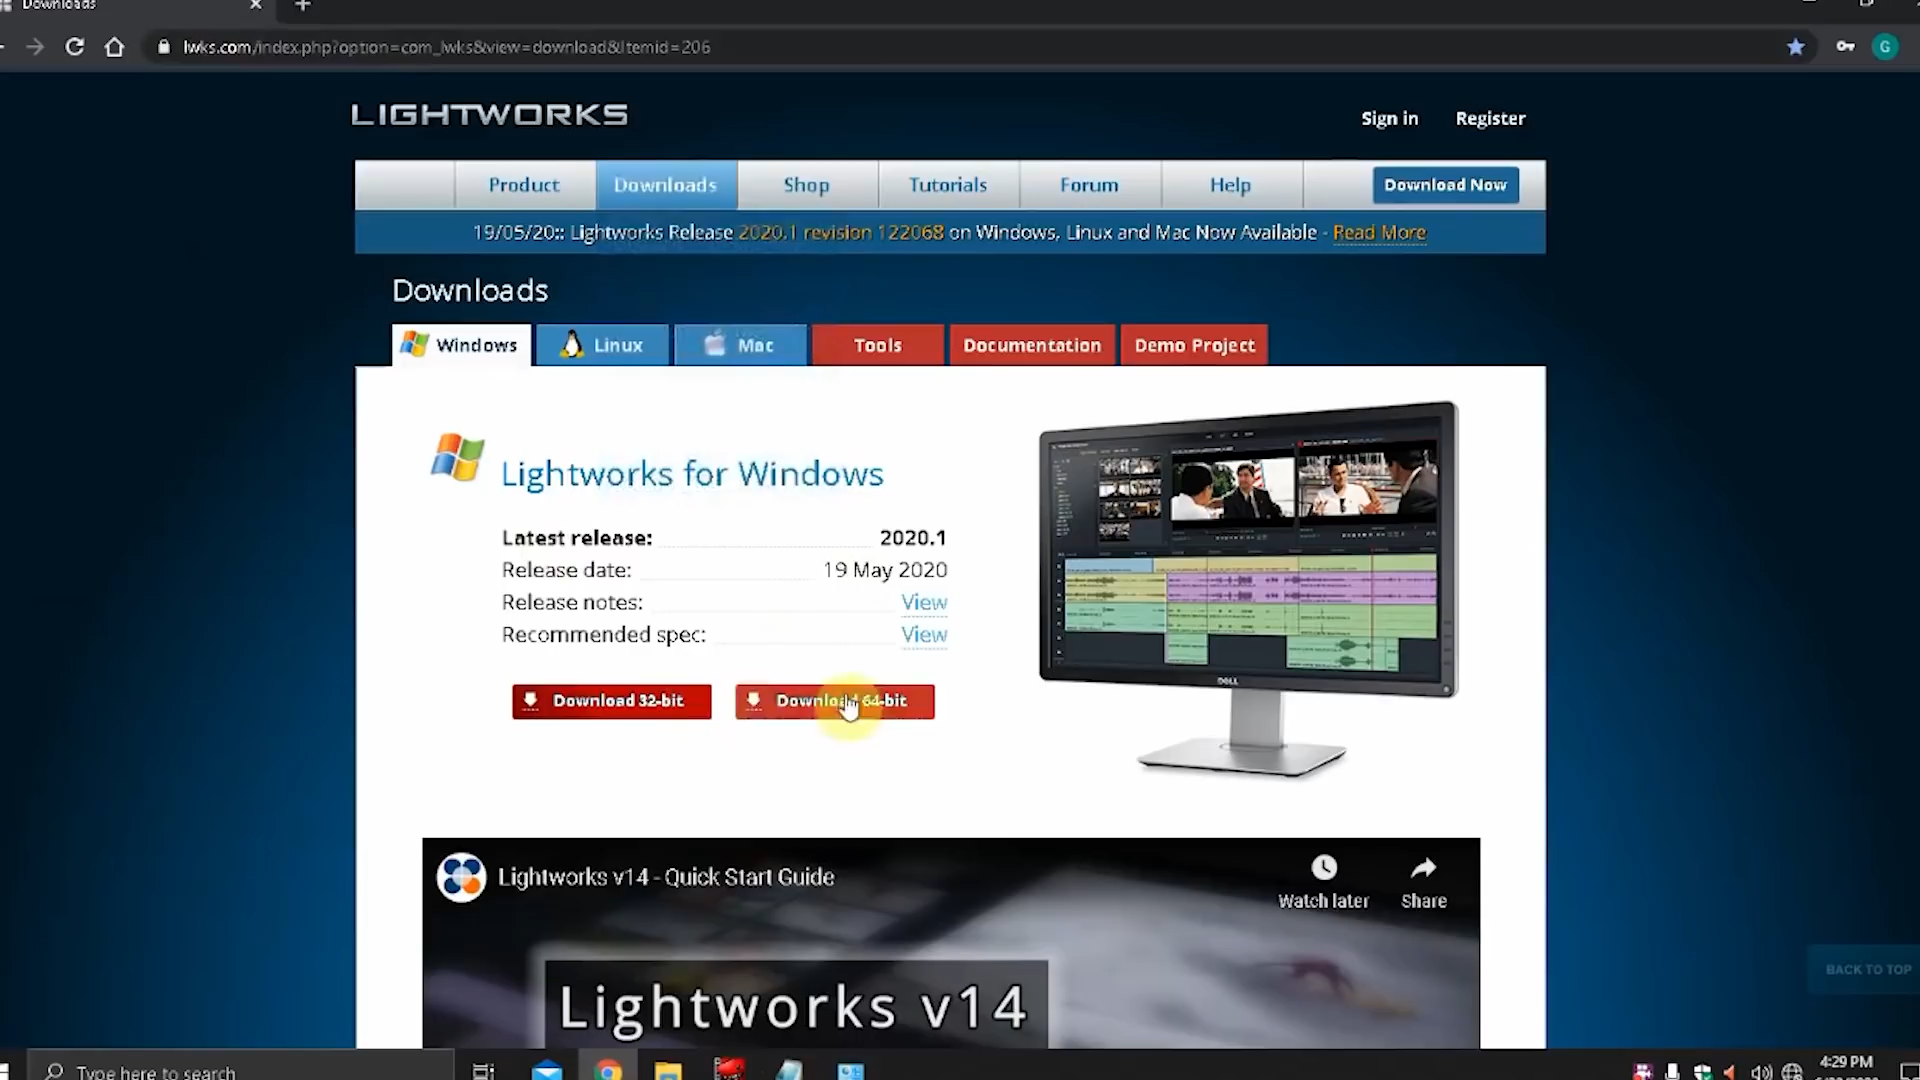 Downloads
lwks.com/index.php?option=com_lwks&view=download&Itemid=206
G
LIGHTWORKS
Sign in Register
Product Downloads Shop Tutorials Forum Help Download Now
19/05/20:: Lightworks Release 2020.1 revision 122068 on Windows, Linux and Mac Now Available - Read More
Downloads
Windows Linux Mac Tools Documentation Demo Project
Lightworks for Windows
Latest release: 2020.1
Release date: 19 May 2020
Release notes: View
Recommended spec: View
Download 32-bit Download 64-bit
DELL
Lightworks v14 - Quick Start Guide
Watch later Share
Lightworks v14
BACK TO TOP
Type here to search
4:29 PM